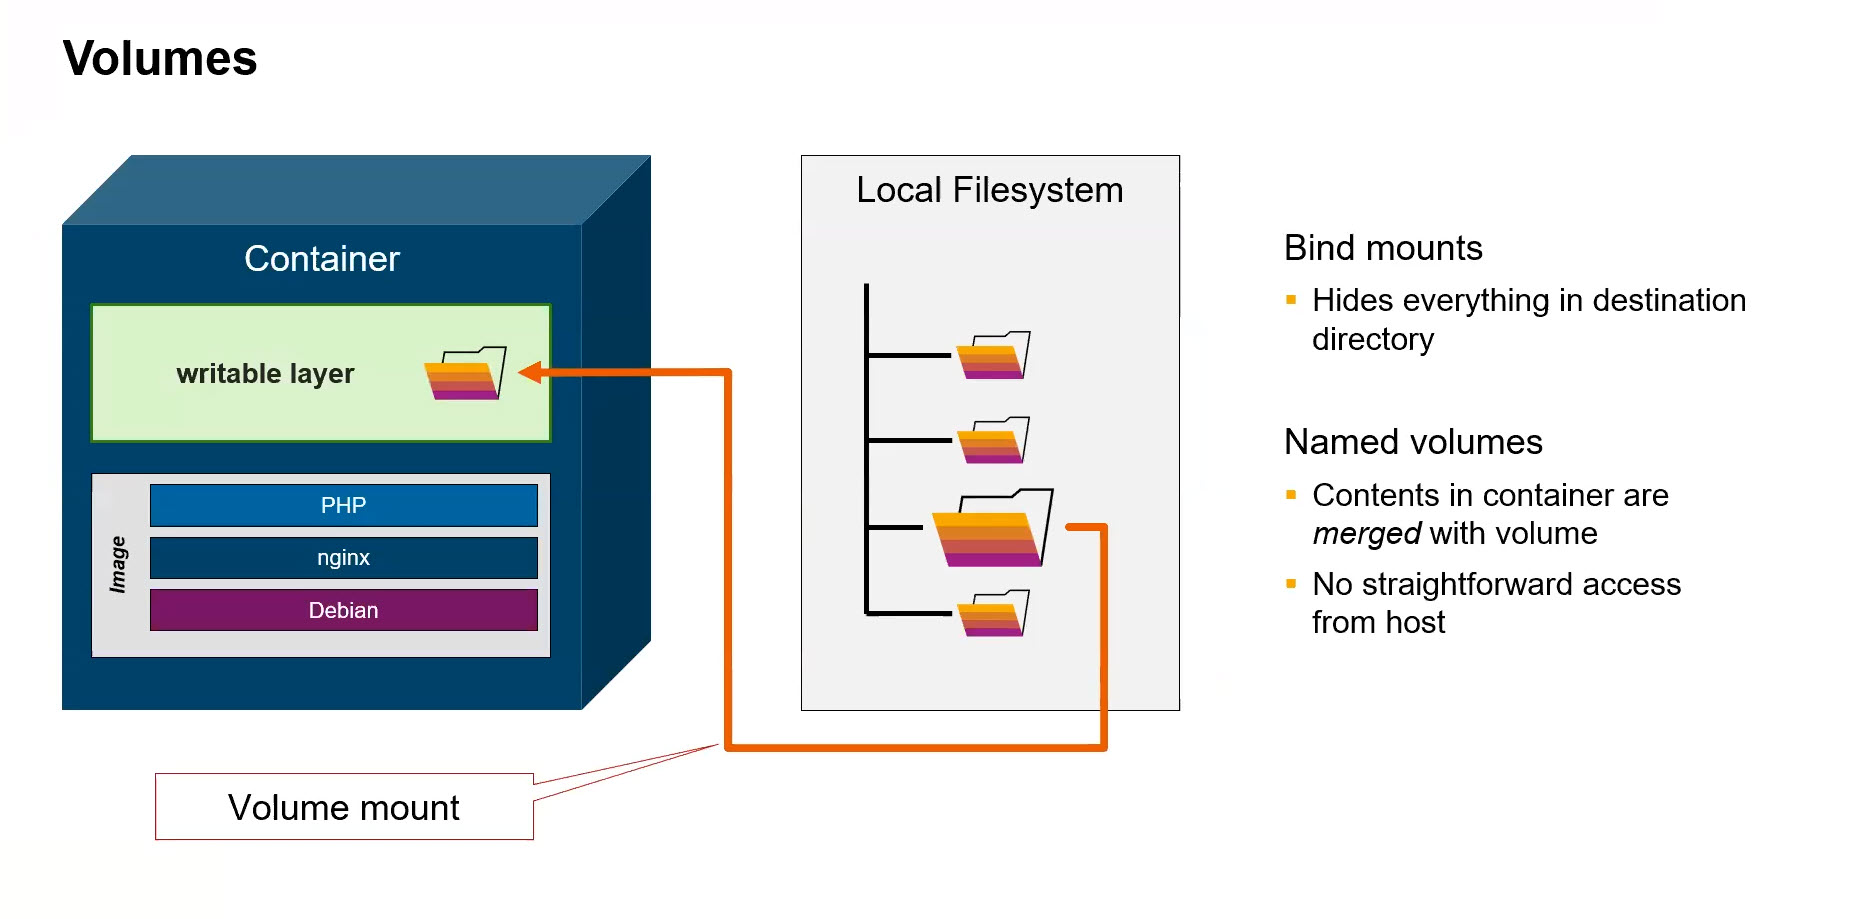 Volumes
Container
writable layer
Image
PHP
nginx
Debian
Volume mount
Local Filesystem
Bind mounts
Hides everything in destination
directory
Named volumes
Contents in container are
merged with volume
No straightforward access
from host